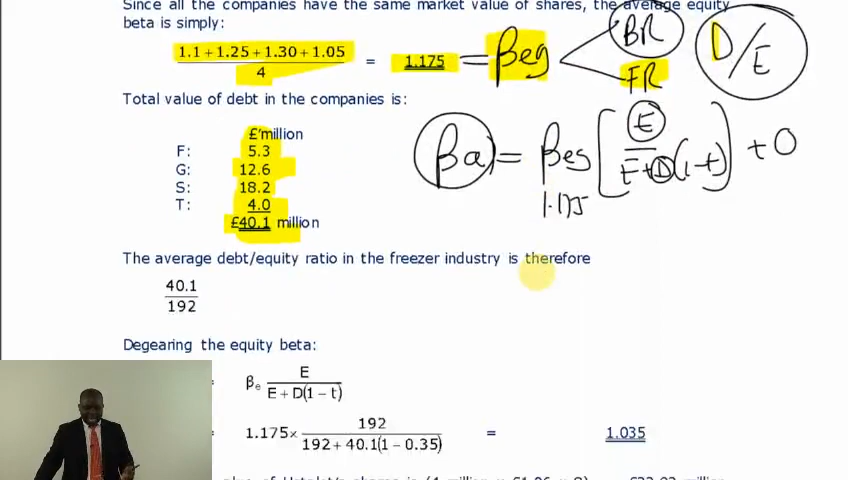 Since all the companies have the same market value of shares, the average equity
beta is simply:
1.1+1.25+1.30+1.05
4
= 1.175 = βeg
BR
FR
D/E
Total value of debt in the companies is:
£'million
F: 5.3
G: 12.6
S: 18.2
T: 4.0
£40.1 million
βa = βeg [E / E+D(1-t)] + 0
1.175
The average debt/equity ratio in the freezer industry is therefore
40.1
192
Degearing the equity beta:
= βe E / E + D(1 − t)
= 1.175× 192 / 192 + 40.1(1 − 0.35) = 1.035